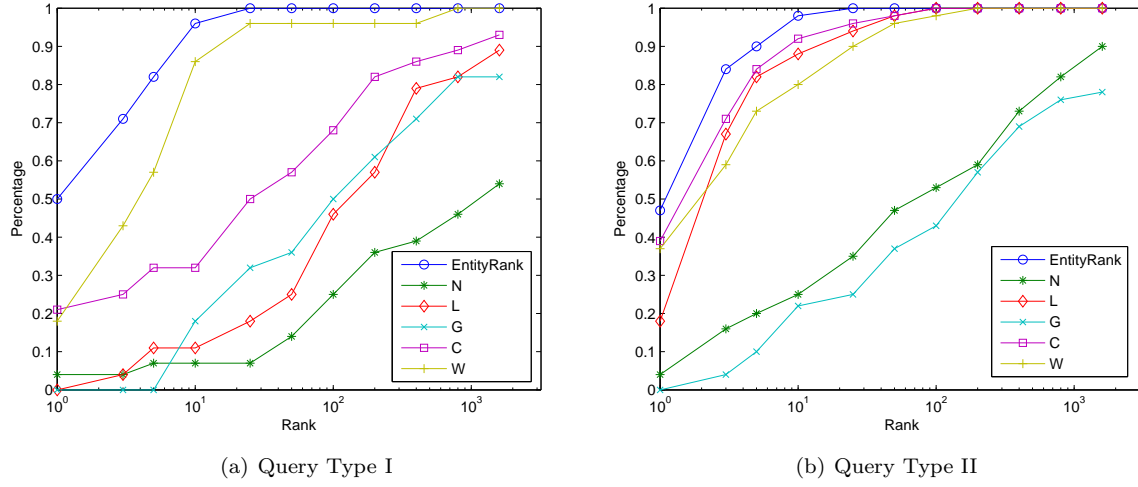 1
0.9
0.8
0.7
0.6
0.5
0.4
0.3
0.2
0.1
0
Percentage
10^0
10^1
10^2
10^3
Rank
EntityRank
N
L
G
C
W
(a) Query Type I
1
0.9
0.8
0.7
0.6
0.5
0.4
0.3
0.2
0.1
0
Percentage
10^0
10^1
10^2
10^3
Rank
EntityRank
N
L
G
C
W
(b) Query Type II